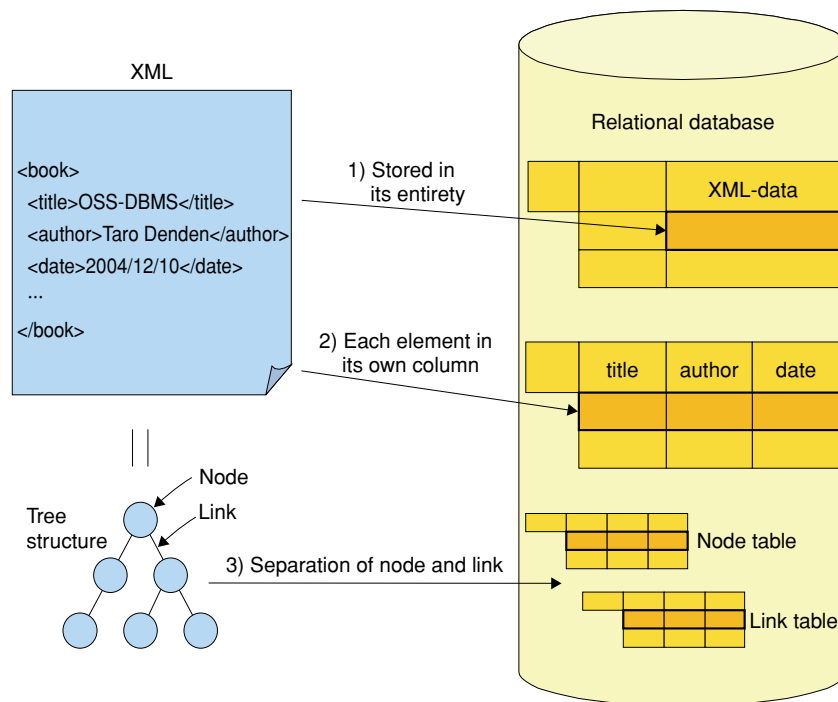 XML
<book>
<title>OSS-DBMS</title>
<author>Taro Denden</author>
<date>2004/12/10</date>
...
</book>
1) Stored in
its entirety
2) Each element in
its own column
Relational database
XML-data
title author date
Node
Link
Tree
structure
3) Separation of node and link
Node table
Link table